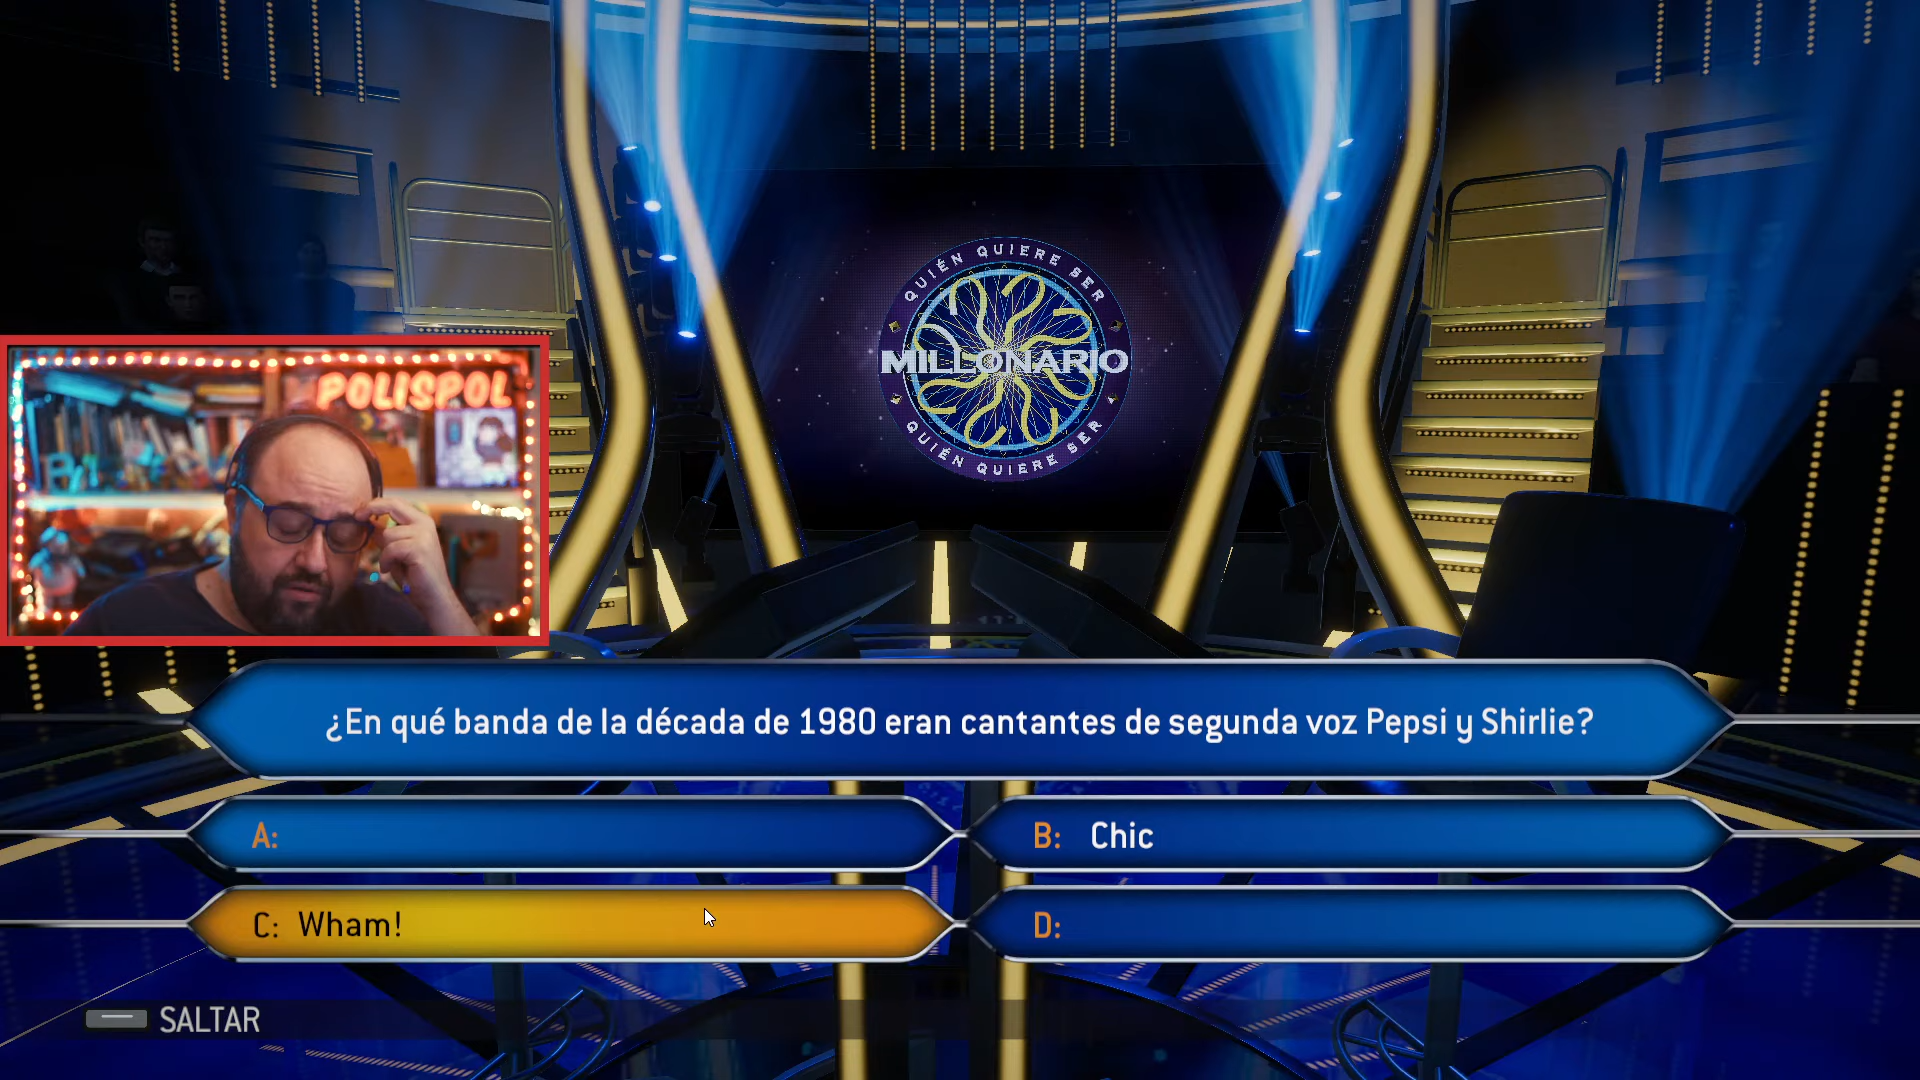 QUIÉN QUIERE SER
MILLONARIO
QUIÉN QUIERE SER
POLISPOL
¿En qué banda de la década de 1980 eran cantantes de segunda voz Pepsi y Shirlie?
A:
B: Chic
C: Wham!
D:
SALTAR